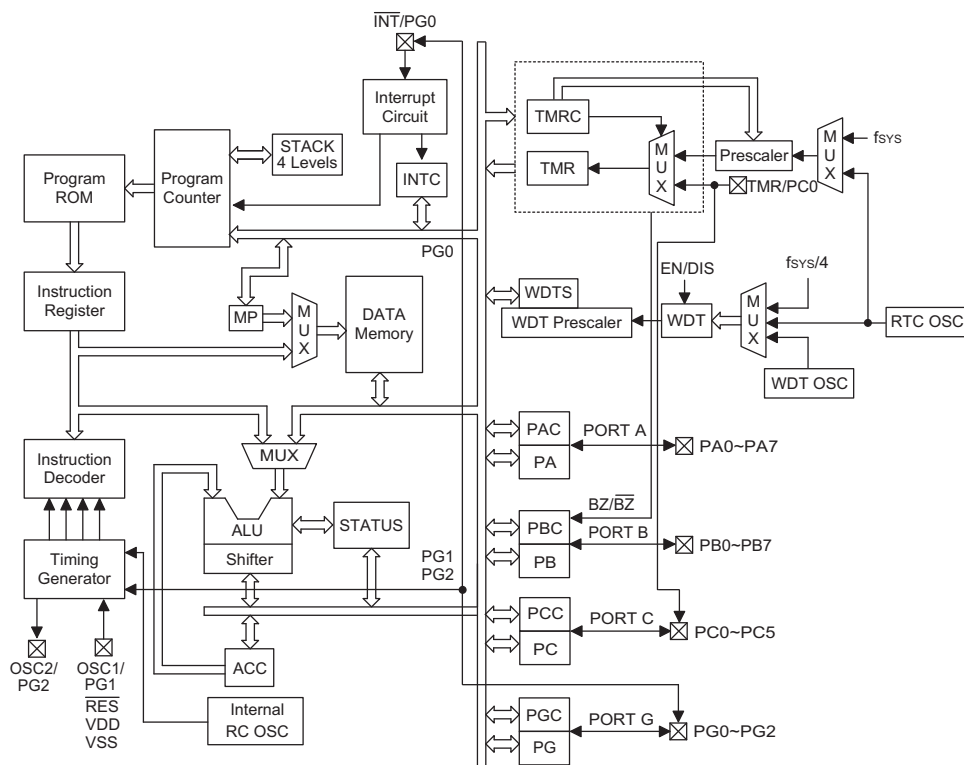 INT/PG0
Interrupt
Circuit
STACK
4 Levels
INTC
Program
ROM
Program
Counter
PG0
Instruction
Register
MP
M
U
X
DATA
Memory
MUX
Instruction
Decoder
ALU
Shifter
STATUS
Timing
Generator
PG1
PG2
OSC2/
PG2
OSC1/
PG1
RES
VDD
VSS
ACC
Internal
RC OSC
TMRC
TMR
M
U
X
Prescaler
M
U
X
fSYS
TMR/PC0
EN/DIS
fSYS/4
WDTS
WDT Prescaler
WDT
M
U
X
RTC OSC
WDT OSC
PAC
PA
PORT A
PA0~PA7
BZ/BZ
PBC
PB
PORT B
PB0~PB7
PCC
PC
PORT C
PC0~PC5
PGC
PG
PORT G
PG0~PG2